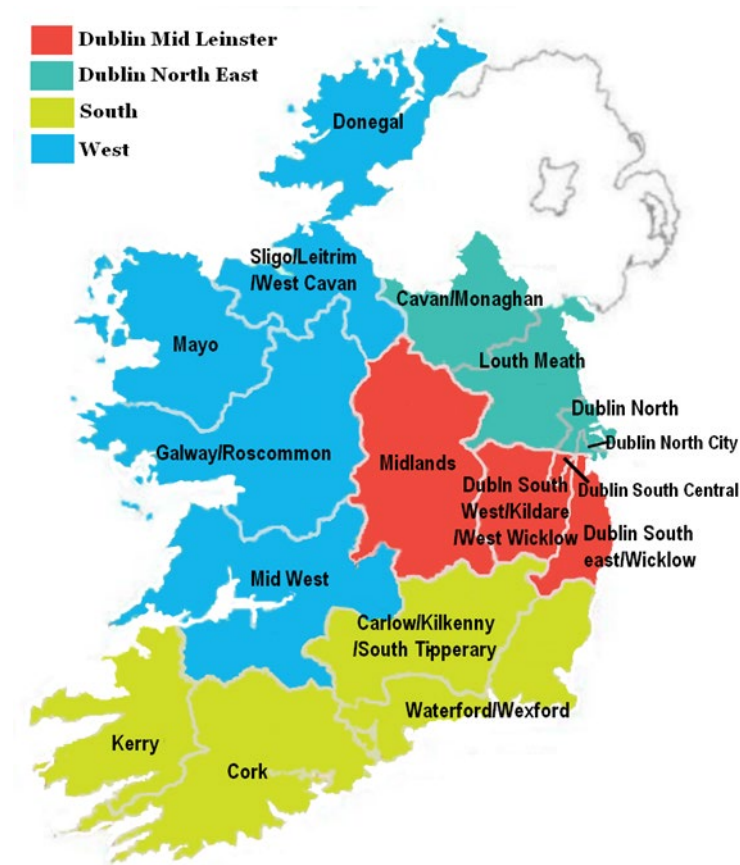 Dublin Mid Leinster
Dublin North East
South
West
Donegal
Sligo/Leitrim
/West Cavan
Cavan/Monaghan
Mayo
Louth Meath
Dublin North
Galway/Roscommon
Dublin North City
Midlands
Dubln South
West/Kildare
/West Wicklow
Dublin South Central
Dublin South
east/Wicklow
Mid West
Carlow/Kilkenny
/South Tipperary
Waterford/Wexford
Kerry
Cork